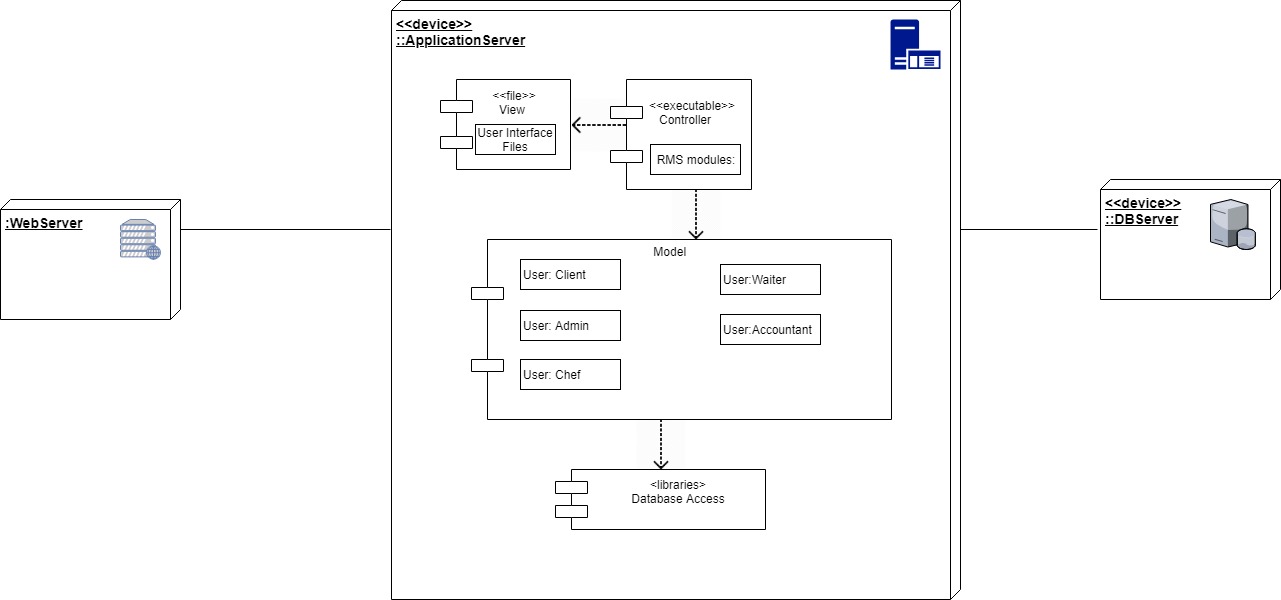 <<device>>
::ApplicationServer
<<file>>
View
User Interface
Files
<<executable>>
Controller
RMS modules:
:WebServer
<<device>>
::DBServer
Model
User: Client
User:Waiter
User: Admin
User:Accountant
User: Chef
<libraries>
Database Access